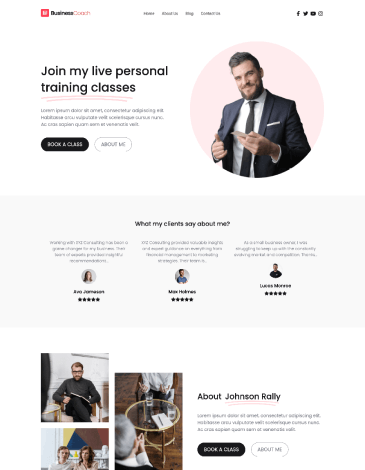 BusinessCoach
Home About Us Blog Contact Us
Join my live personal
training classes
Lorem ipsum dolor sit amet, consectetur adipiscing elit.
Habitasse arcu vestibulum nulla scelerisque cursus nunc.
Ac cras sapien quam sem et venenatis velit.
BOOK A CLASS
ABOUT ME
What my clients say about me?
Working with XYZ Consulting has been a
game changer for my business. Their
team of experts provides insightful
recommendations...
Ava Jameson
XYZ Consulting provided valuable insights
and expert guidance on everything from
financial management to marketing
strategies. Their team is...
Max Holmes
As a small business owner, I was
struggling to keep up with the constantly
evolving market and competition. Thanks...
Lucas Monroe
About Johnson Rally
Lorem ipsum dolor sit amet, consectetur adipiscing elit.
Habitasse arcu vestibulum nulla scelerisque cursus nunc.
Ac cras sapien quam sem et venenatis velit.
BOOK A CLASS
ABOUT ME